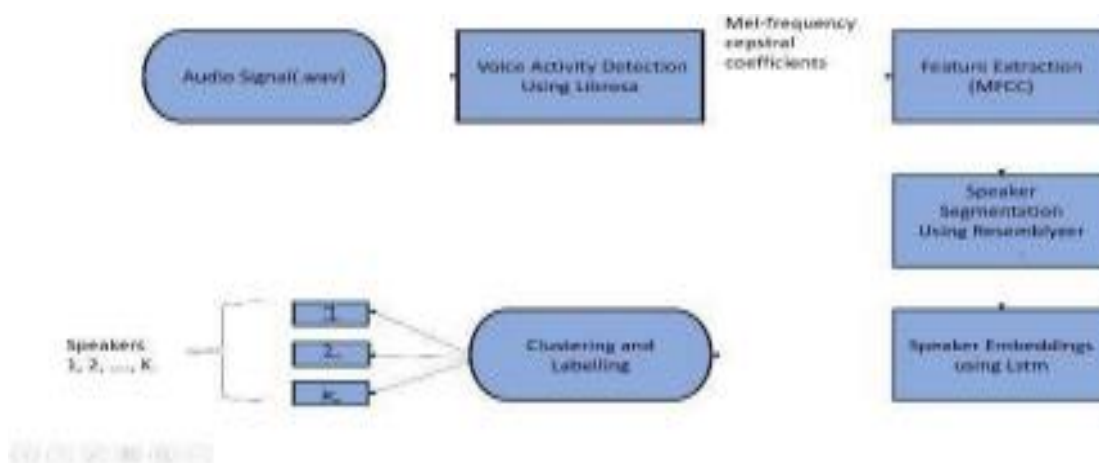 Audio Signal(.wav)
Voice Activity Detection
Using Librosa
Mel-frequency
cepstral
coefficients
Feature Extraction
(MFCC)
Speaker
Segmentation
Using Resemblyzer
Speaker Embeddings
using Lstm
Clustering and
Labelling
1
2
k
Speakers
1, 2, ...., K